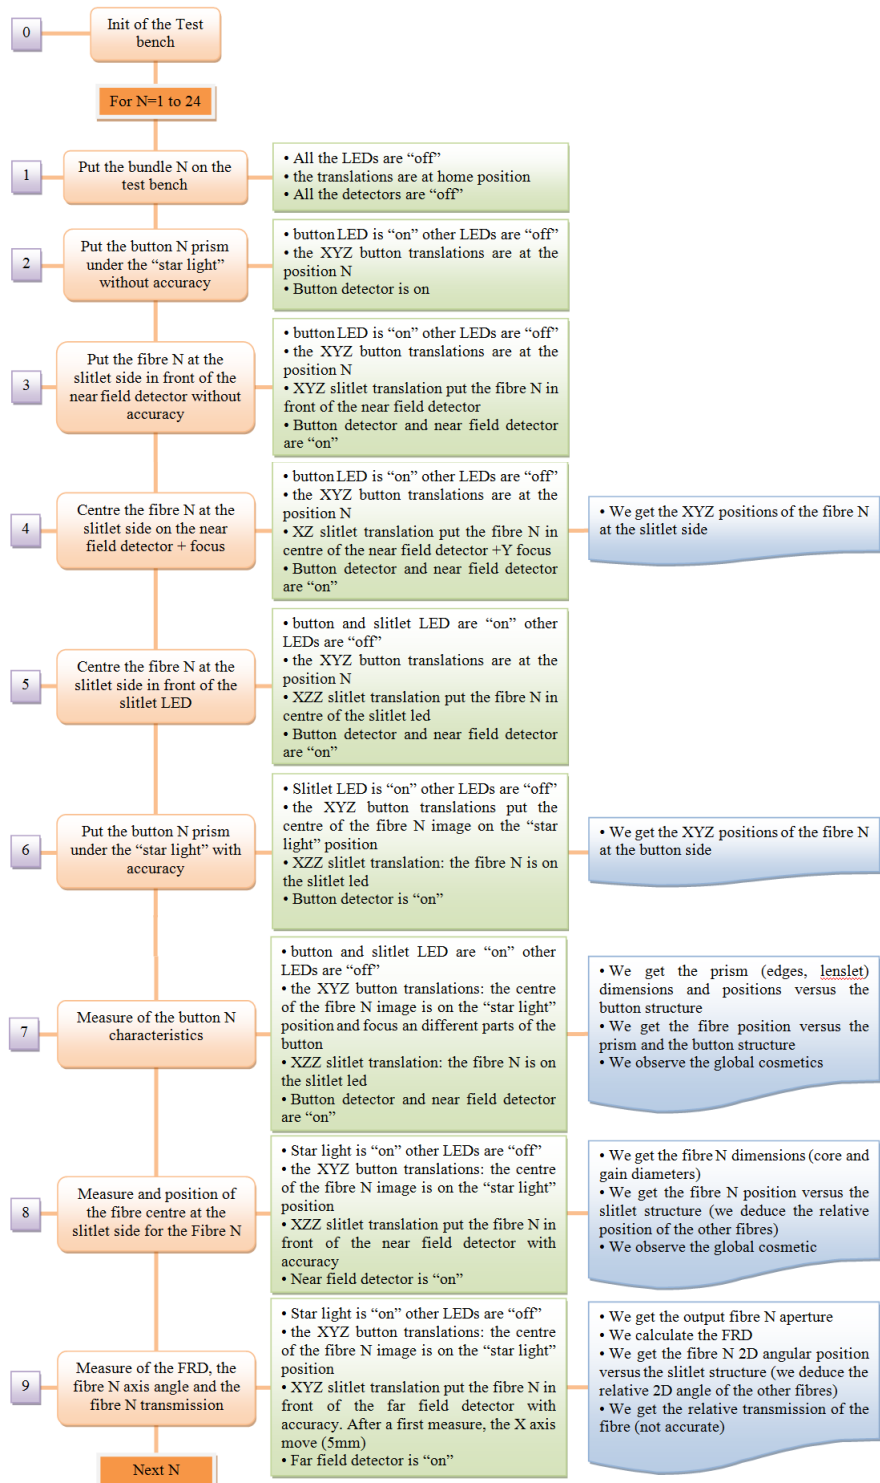 0
Init of the Test
bench
For N=1 to 24
1
Put the bundle N on the
test bench
• All the LEDs are “off”
• the translations are at home position
• All the detectors are “off”
2
Put the button N prism
under the “star light”
without accuracy
• button LED is “on” other LEDs are “off”
• the XYZ button translations are at the
position N
• Button detector is on
3
Put the fibre N at the
slitlet side in front of the
near field detector without
accuracy
• button LED is “on” other LEDs are “off”
• the XYZ button translations are at the
position N
• XYZ slitlet translation put the fibre N in
front of the near field detector
• Button detector and near field detector
are “on”
4
Centre the fibre N at the
slitlet side on the near
field detector + focus
• button LED is “on” other LEDs are “off”
• the XYZ button translations are at the
position N
• XZ slitlet translation put the fibre N in
centre of the near field detector +Y focus
• Button detector and near field detector
are “on”
• We get the XYZ positions of the fibre N
at the slitlet side
5
Centre the fibre N at the
slitlet side in front of the
slitlet LED
• button and slitlet LED are “on” other
LEDs are “off”
• the XYZ button translations are at the
position N
• XZZ slitlet translation put the fibre N in
centre of the slitlet led
• Button detector and near field detector
are “on”
6
Put the button N prism
under the “star light” with
accuracy
• Slitlet LED is “on” other LEDs are “off”
• the XYZ button translations put the
centre of the fibre N image on the “star
light” position
• XZZ slitlet translation: the fibre N is on
the slitlet led
• Button detector is “on”
• We get the XYZ positions of the fibre N
at the button side
7
Measure of the button N
characteristics
• button and slitlet LED are “on” other
LEDs are “off”
• the XYZ button translations: the centre
of the fibre N image is on the “star light”
position and focus an different parts of the
button
• XZZ slitlet translation: the fibre N is on
the slitlet led
• Button detector and near field detector
are “on”
• We get the prism (edges, lenslet)
dimensions and positions versus the
button structure
• We get the fibre position versus the
prism and the button structure
• We observe the global cosmetics
8
Measure and position of
the fibre centre at the
slitlet side for the Fibre N
• Star light is “on” other LEDs are “off”
• the XYZ button translations: the centre
of the fibre N image is on the “star light”
position
• XZZ slitlet translation put the fibre N in
front of the near field detector with
accuracy
• Near field detector is “on”
• We get the fibre N dimensions (core and
gain diameters)
• We get the fibre N position versus the
slitlet structure (we deduce the relative
position of the other fibres)
• We observe the global cosmetic
9
Measure of the FRD, the
fibre N axis angle and the
fibre N transmission
• Star light is “on” other LEDs are “off”
• the XYZ button translations: the centre
of the fibre N image is on the “star light”
position
• XYZ slitlet translation put the fibre N in
front of the far field detector with
accuracy. After a first measure, the X axis
move (5mm)
• Far field detector is “on”
• We get the output fibre N aperture
• We calculate the FRD
• We get the fibre N 2D angular position
versus the slitlet structure (we deduce the
relative 2D angle of the other fibres)
• We get the relative transmission of the
fibre (not accurate)
Next N